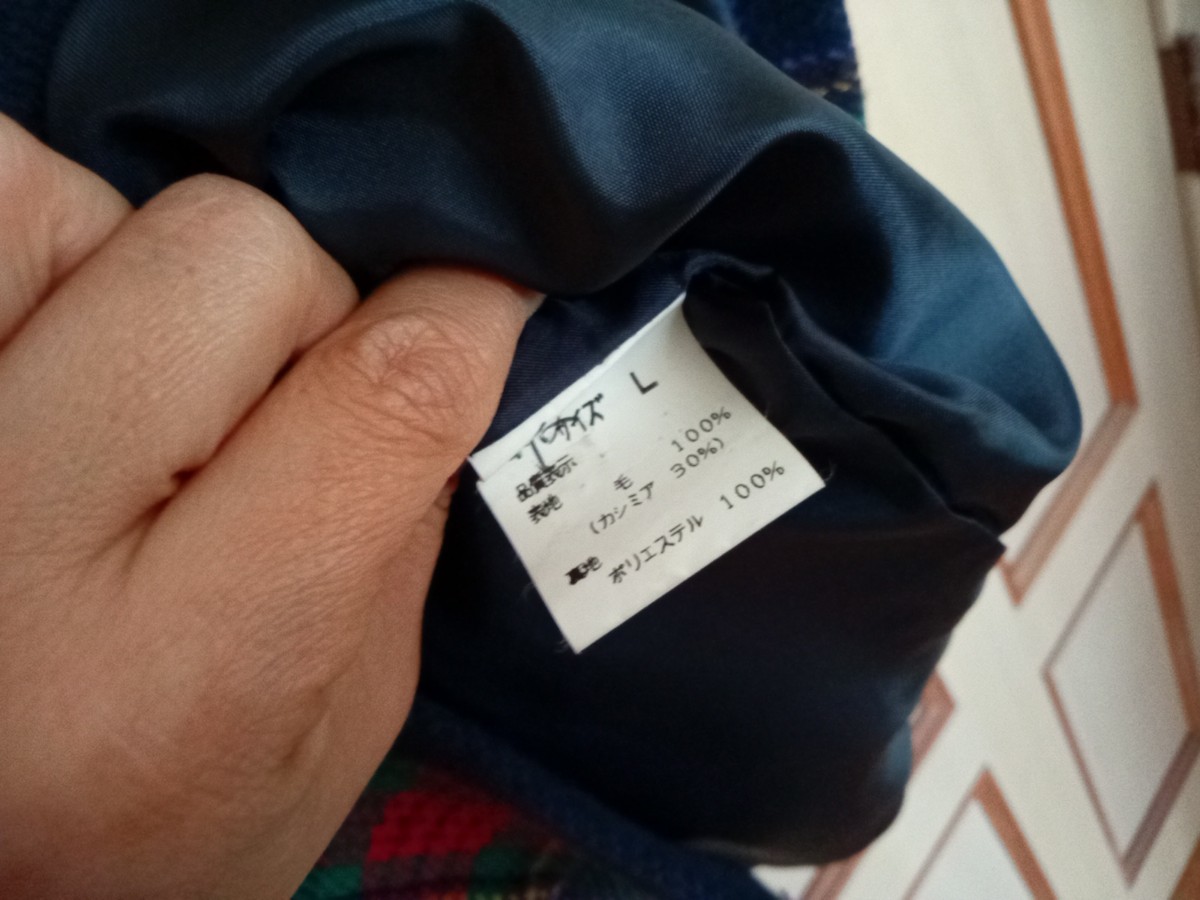 サイズ L
品質表示
表地 毛 100%
(カシミア 30%)
裏地 ポリエステル 100%